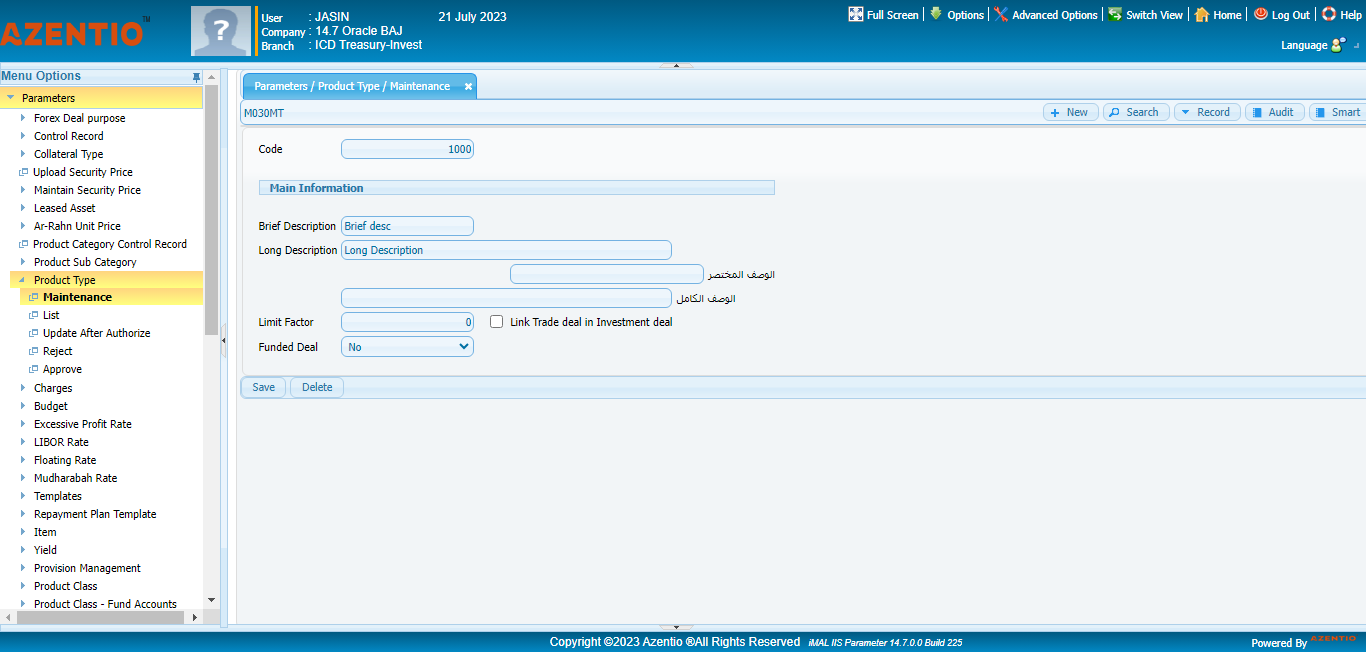 AZENTIO™
?
User : JASIN 21 July 2023
Company : 14.7 Oracle BAJ
Branch : ICD Treasury-Invest
Full Screen | Options | Advanced Options | Switch View | Home | Log Out | Help
Language
Menu Options
Parameters
Forex Deal purpose
Control Record
Collateral Type
Upload Security Price
Maintain Security Price
Leased Asset
Ar-Rahn Unit Price
Product Category Control Record
Product Sub Category
Product Type
Maintenance
List
Update After Authorize
Reject
Approve
Charges
Budget
Excessive Profit Rate
LIBOR Rate
Floating Rate
Mudharabah Rate
Templates
Repayment Plan Template
Item
Yield
Provision Management
Product Class
Product Class - Fund Accounts
Parameters / Product Type / Maintenance
M030MT New Search Record Audit Smart
Code 1000
Main Information
Brief Description Brief desc
Long Description Long Description
الوصف المختصر
الوصف الكامل
Limit Factor 0 Link Trade deal in Investment deal
Funded Deal No
Save Delete
Copyright ©2023 Azentio ®All Rights Reserved iMAL IIS Parameter 14.7.0.0 Build 225
Powered By AZENTIO